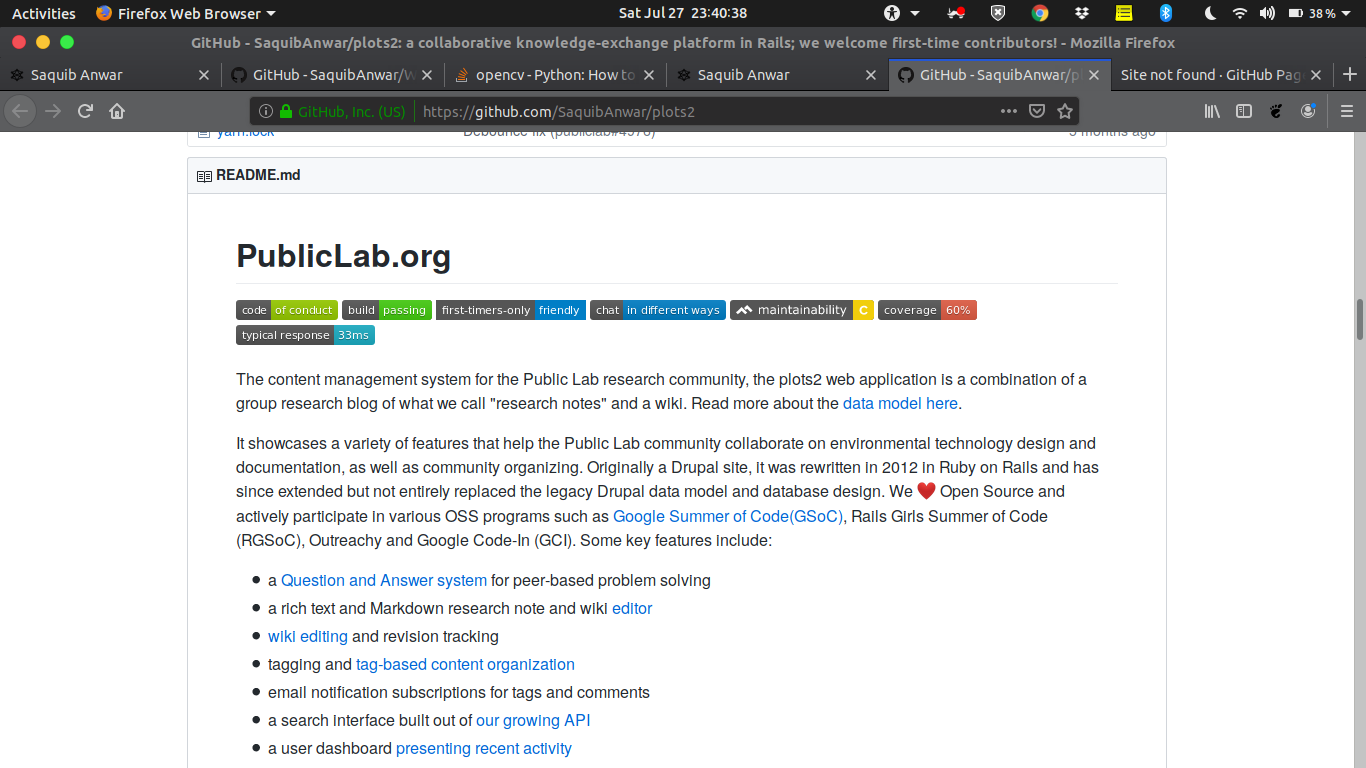 Activities Firefox Web Browser Sat Jul 27 23:40:38 38%
GitHub - SaquibAnwar/plots2: a collaborative knowledge-exchange platform in Rails; we welcome first-time contributors! - Mozilla Firefox
Saquib Anwar GitHub - SaquibAnwar/W opencv - Python: How to Saquib Anwar GitHub - SaquibAnwar/pl Site not found · GitHub Pag
GitHub, Inc. (US) https://github.com/SaquibAnwar/plots2
yarn.lock Debounce fix (publiclab#4976) 3 months ago
README.md
PublicLab.org
code of conduct build passing first-timers-only friendly chat in different ways maintainability C coverage 60%
typical response 33ms
The content management system for the Public Lab research community, the plots2 web application is a combination of a
group research blog of what we call "research notes" and a wiki. Read more about the data model here.
It showcases a variety of features that help the Public Lab community collaborate on environmental technology design and
documentation, as well as community organizing. Originally a Drupal site, it was rewritten in 2012 in Ruby on Rails and has
since extended but not entirely replaced the legacy Drupal data model and database design. We ❤️ Open Source and
actively participate in various OSS programs such as Google Summer of Code(GSoC), Rails Girls Summer of Code
(RGSoC), Outreachy and Google Code-In (GCI). Some key features include:
• a Question and Answer system for peer-based problem solving
• a rich text and Markdown research note and wiki editor
• wiki editing and revision tracking
• tagging and tag-based content organization
• email notification subscriptions for tags and comments
• a search interface built out of our growing API
• a user dashboard presenting recent activity